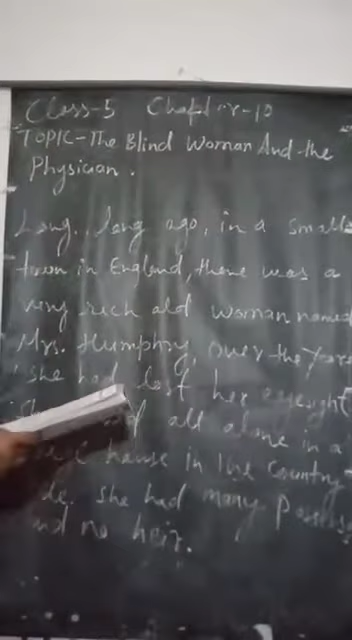 Class-5 Chapter-10
TOPIC-The Blind Woman And the
Physician.
Long, long ago, in a small
town in England, there was a
very rich old woman named
Mrs. Humphry, over the years
she had lost her eyesight
all alone in a
house in the Country
she had many
no heir.